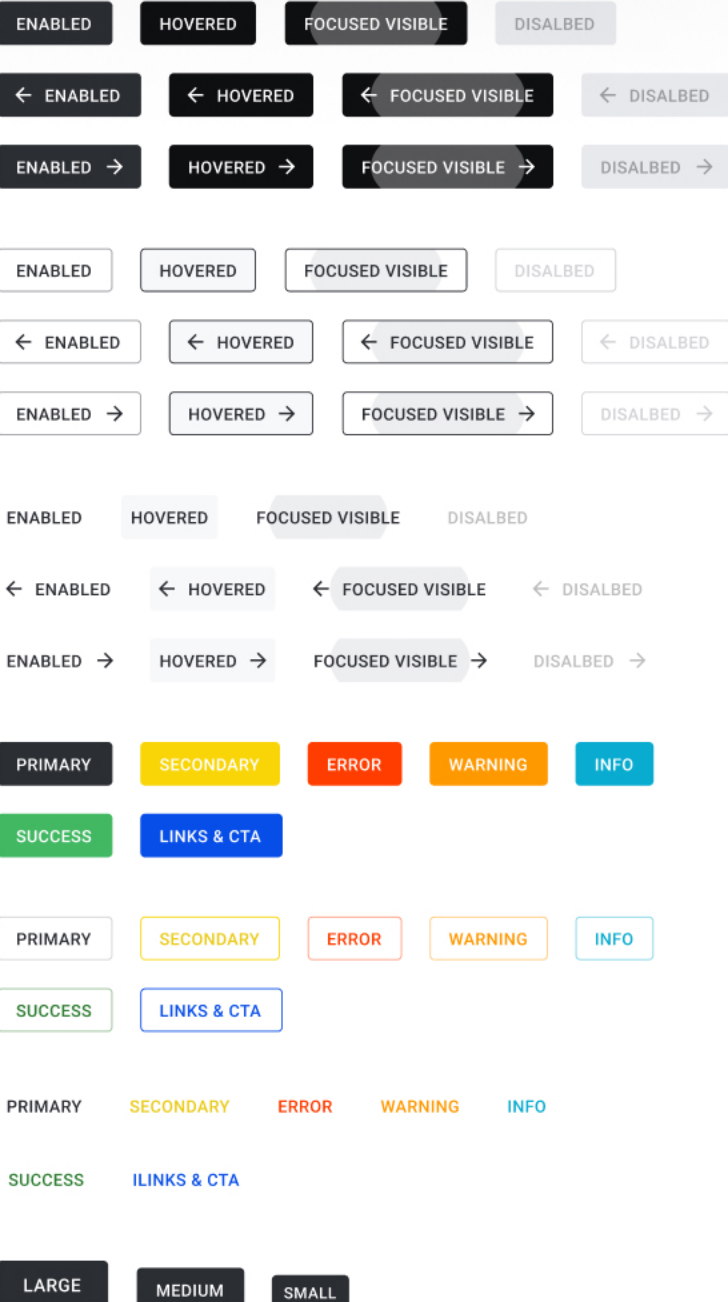 ENABLED HOVERED FOCUSED VISIBLE DISALBED
← ENABLED ← HOVERED ← FOCUSED VISIBLE ← DISALBED
ENABLED → HOVERED → FOCUSED VISIBLE → DISALBED →
ENABLED HOVERED FOCUSED VISIBLE DISALBED
← ENABLED ← HOVERED ← FOCUSED VISIBLE ← DISALBED
ENABLED → HOVERED → FOCUSED VISIBLE → DISALBED →
ENABLED HOVERED FOCUSED VISIBLE DISALBED
← ENABLED ← HOVERED ← FOCUSED VISIBLE ← DISALBED
ENABLED → HOVERED → FOCUSED VISIBLE → DISALBED →
PRIMARY SECONDARY ERROR WARNING INFO
SUCCESS LINKS & CTA
PRIMARY SECONDARY ERROR WARNING INFO
SUCCESS LINKS & CTA
PRIMARY SECONDARY ERROR WARNING INFO
SUCCESS ILINKS & CTA
LARGE MEDIUM SMALL